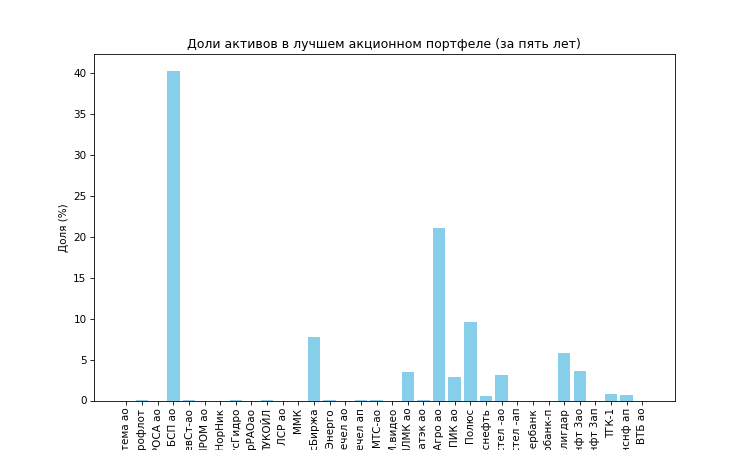 Доли активов в лучшем акционном портфеле (за пять лет)
Доля (%)
40
35
30
25
20
15
10
5
0
тема ао
рофлот
РОСА ао
БСП ао
евСт-ао
ПРОМ ао
НорНик
сГидро
рРАОао
ЛУКОЙЛ
ЛСР ао
ММК
сБиржа
Энерго
ечел ао
ечел ап
МТС-ао
М.видео
ЛМК ао
атэк ао
Агро ао
ПИК ао
Полюс
снефть
стел -ао
стел -ап
ербанк
рбанк-п
лигдар
нфт 3ао
нфт 3ап
ТГК-1
нснф ап
ВТБ ао